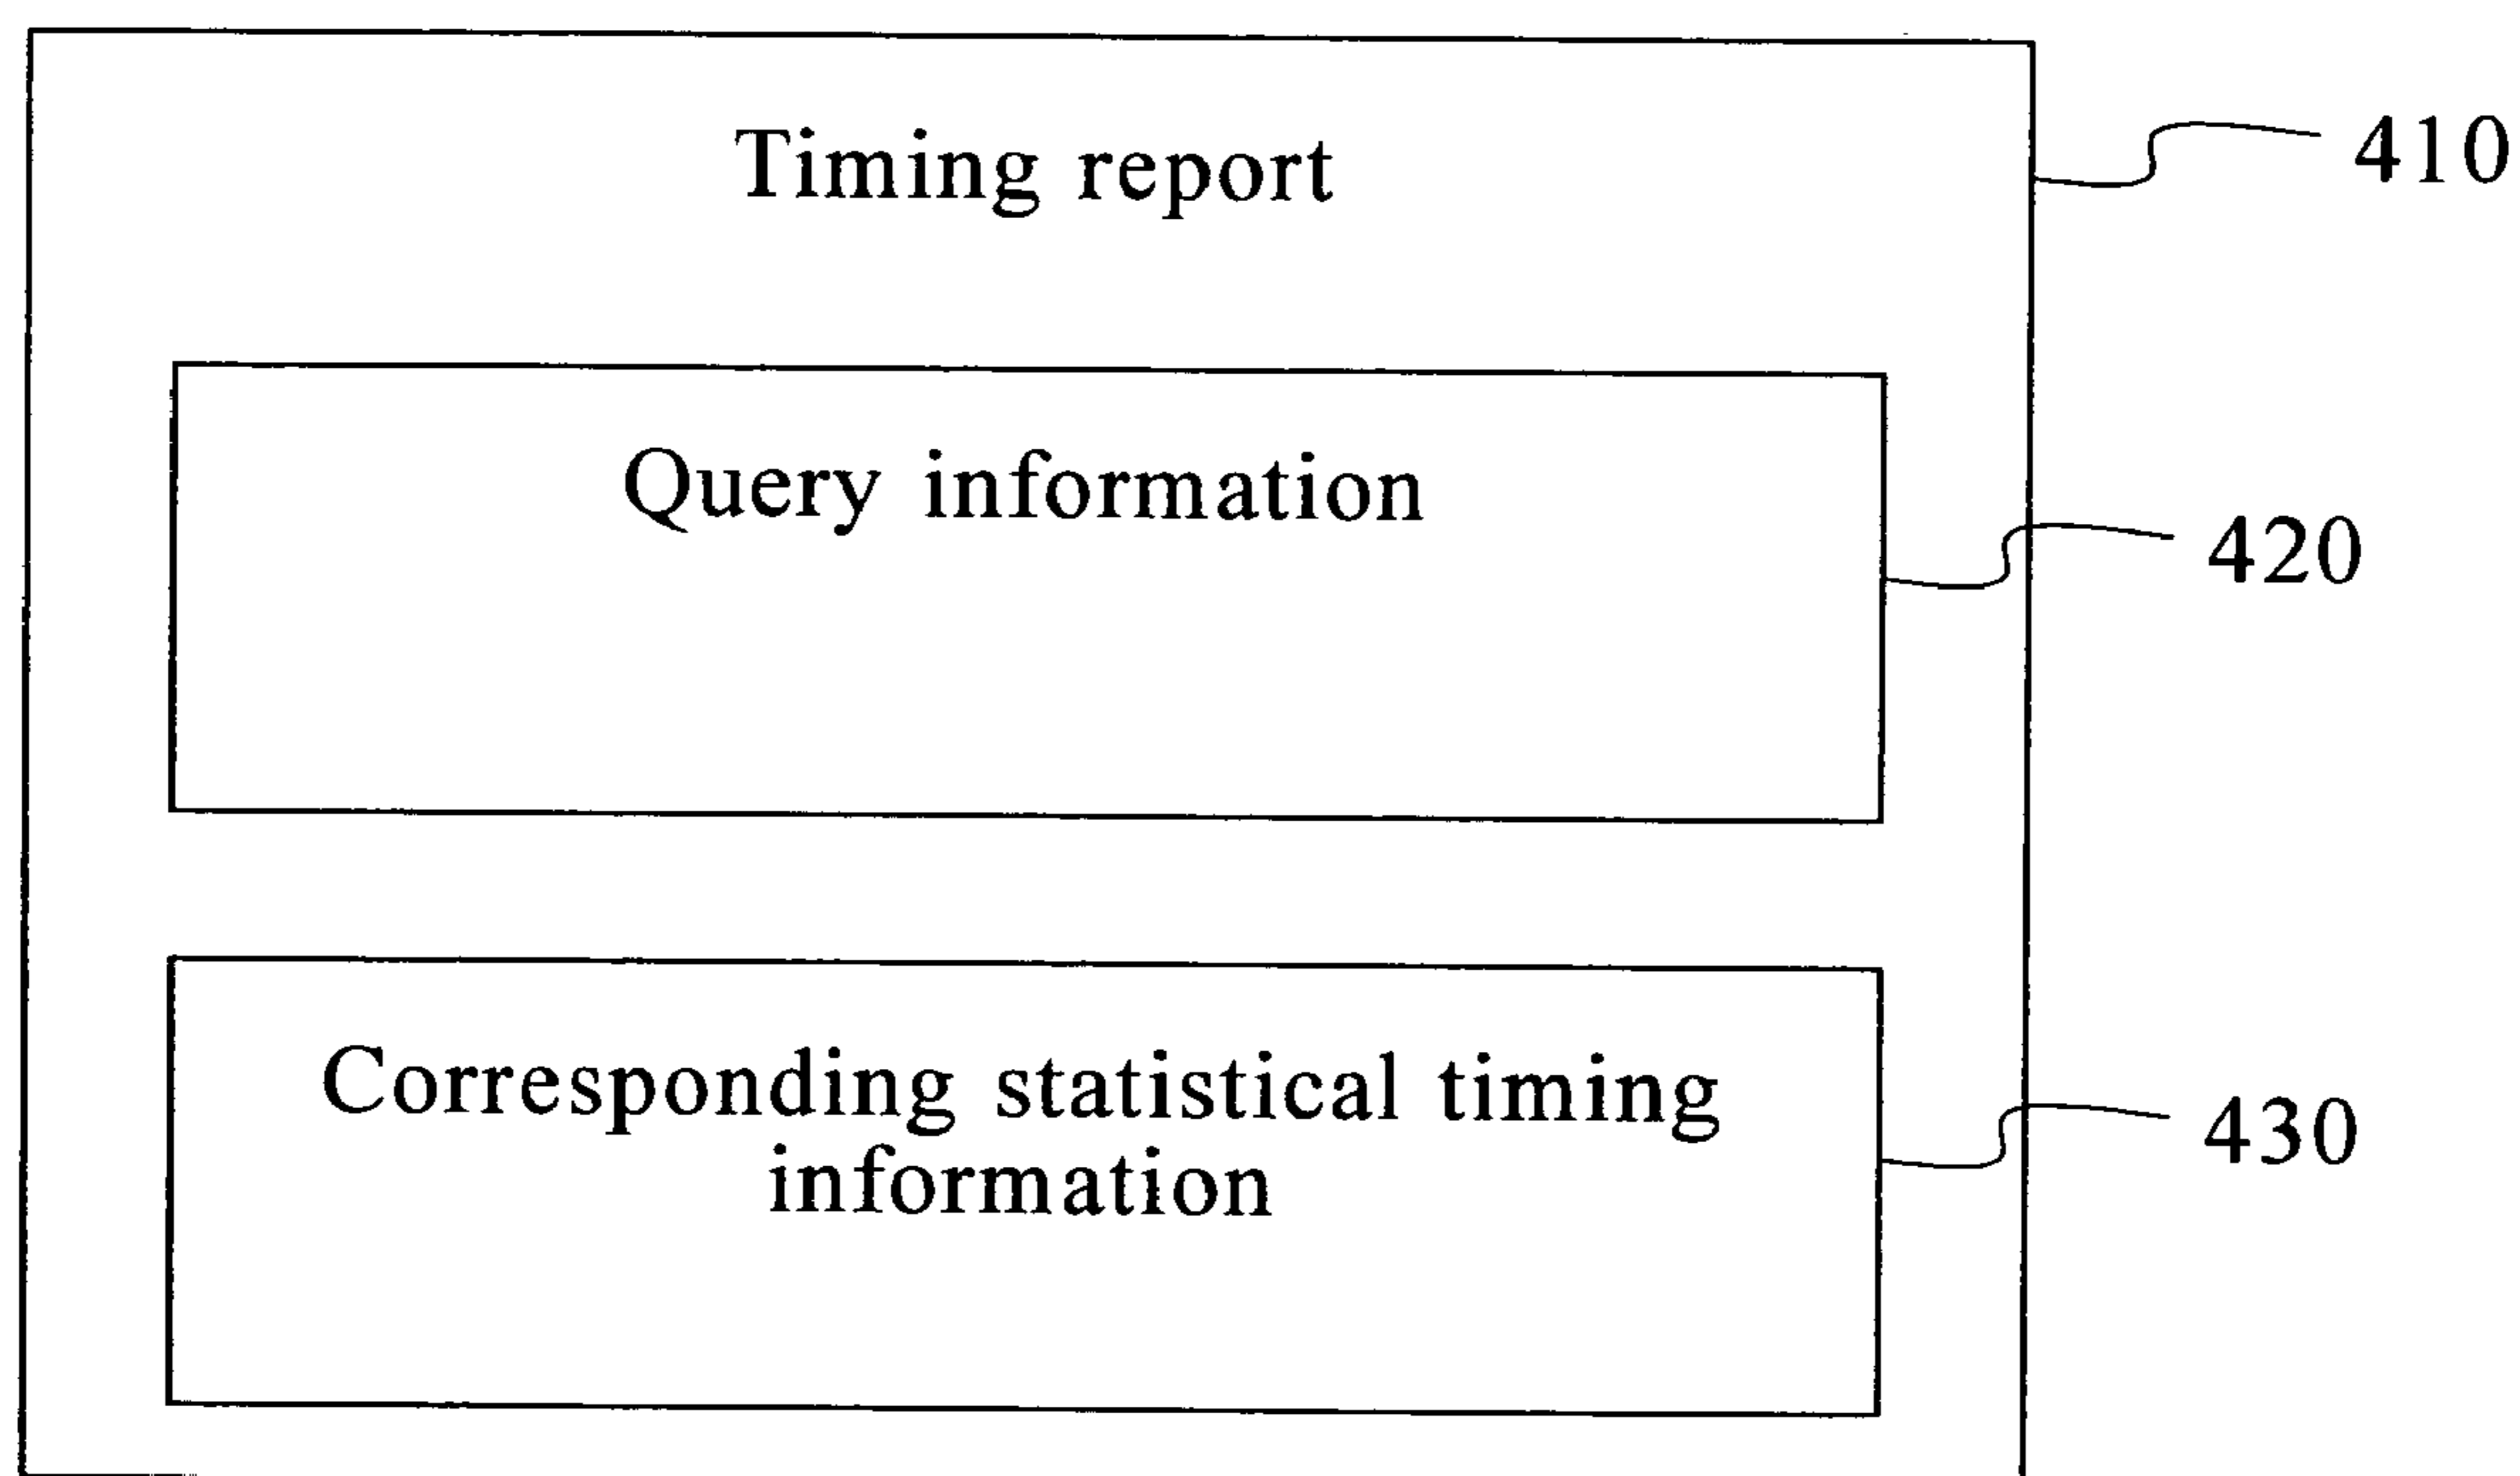 Timing report
410
Query information
420
Corresponding statistical timing
information
430